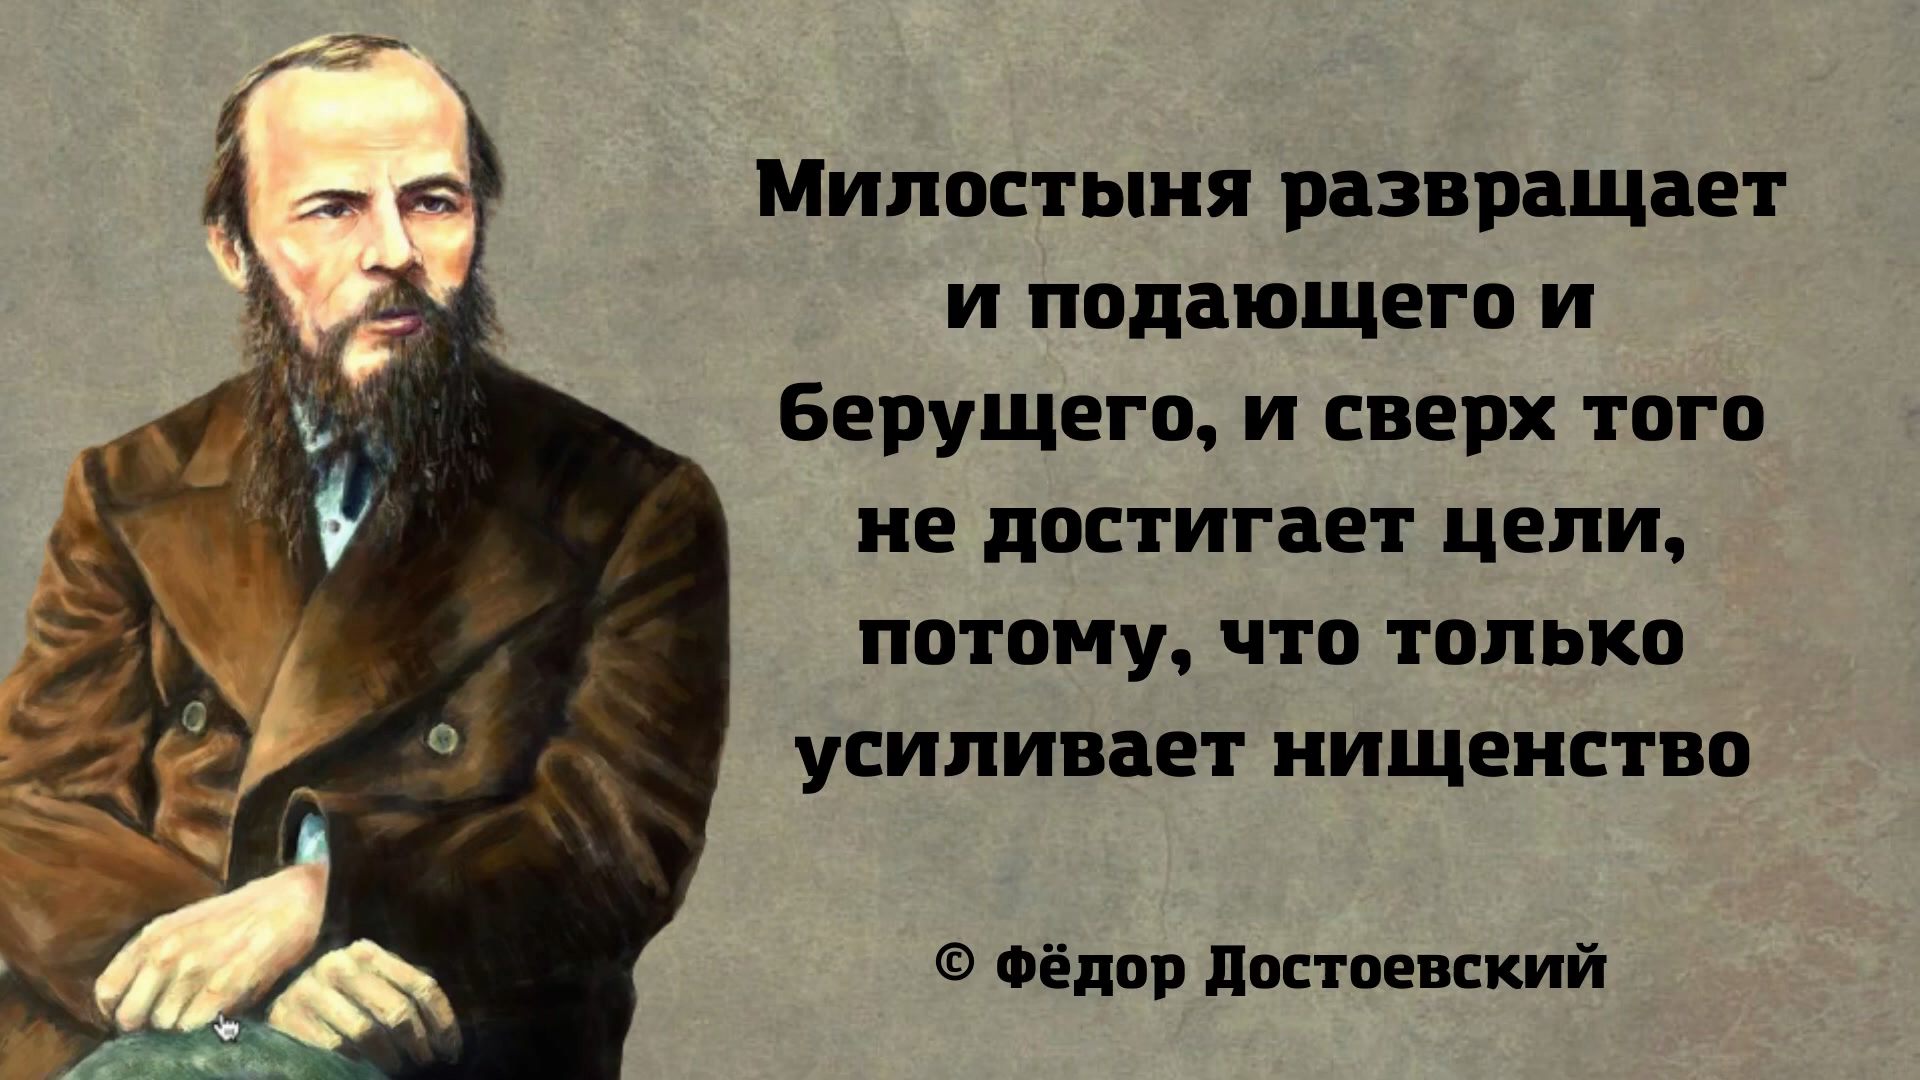 Милостыня развращает
и подающего и
берущего, и сверх того
не достигает цели,
потому, что только
усиливает нищенство
© Фёдор Достоевский